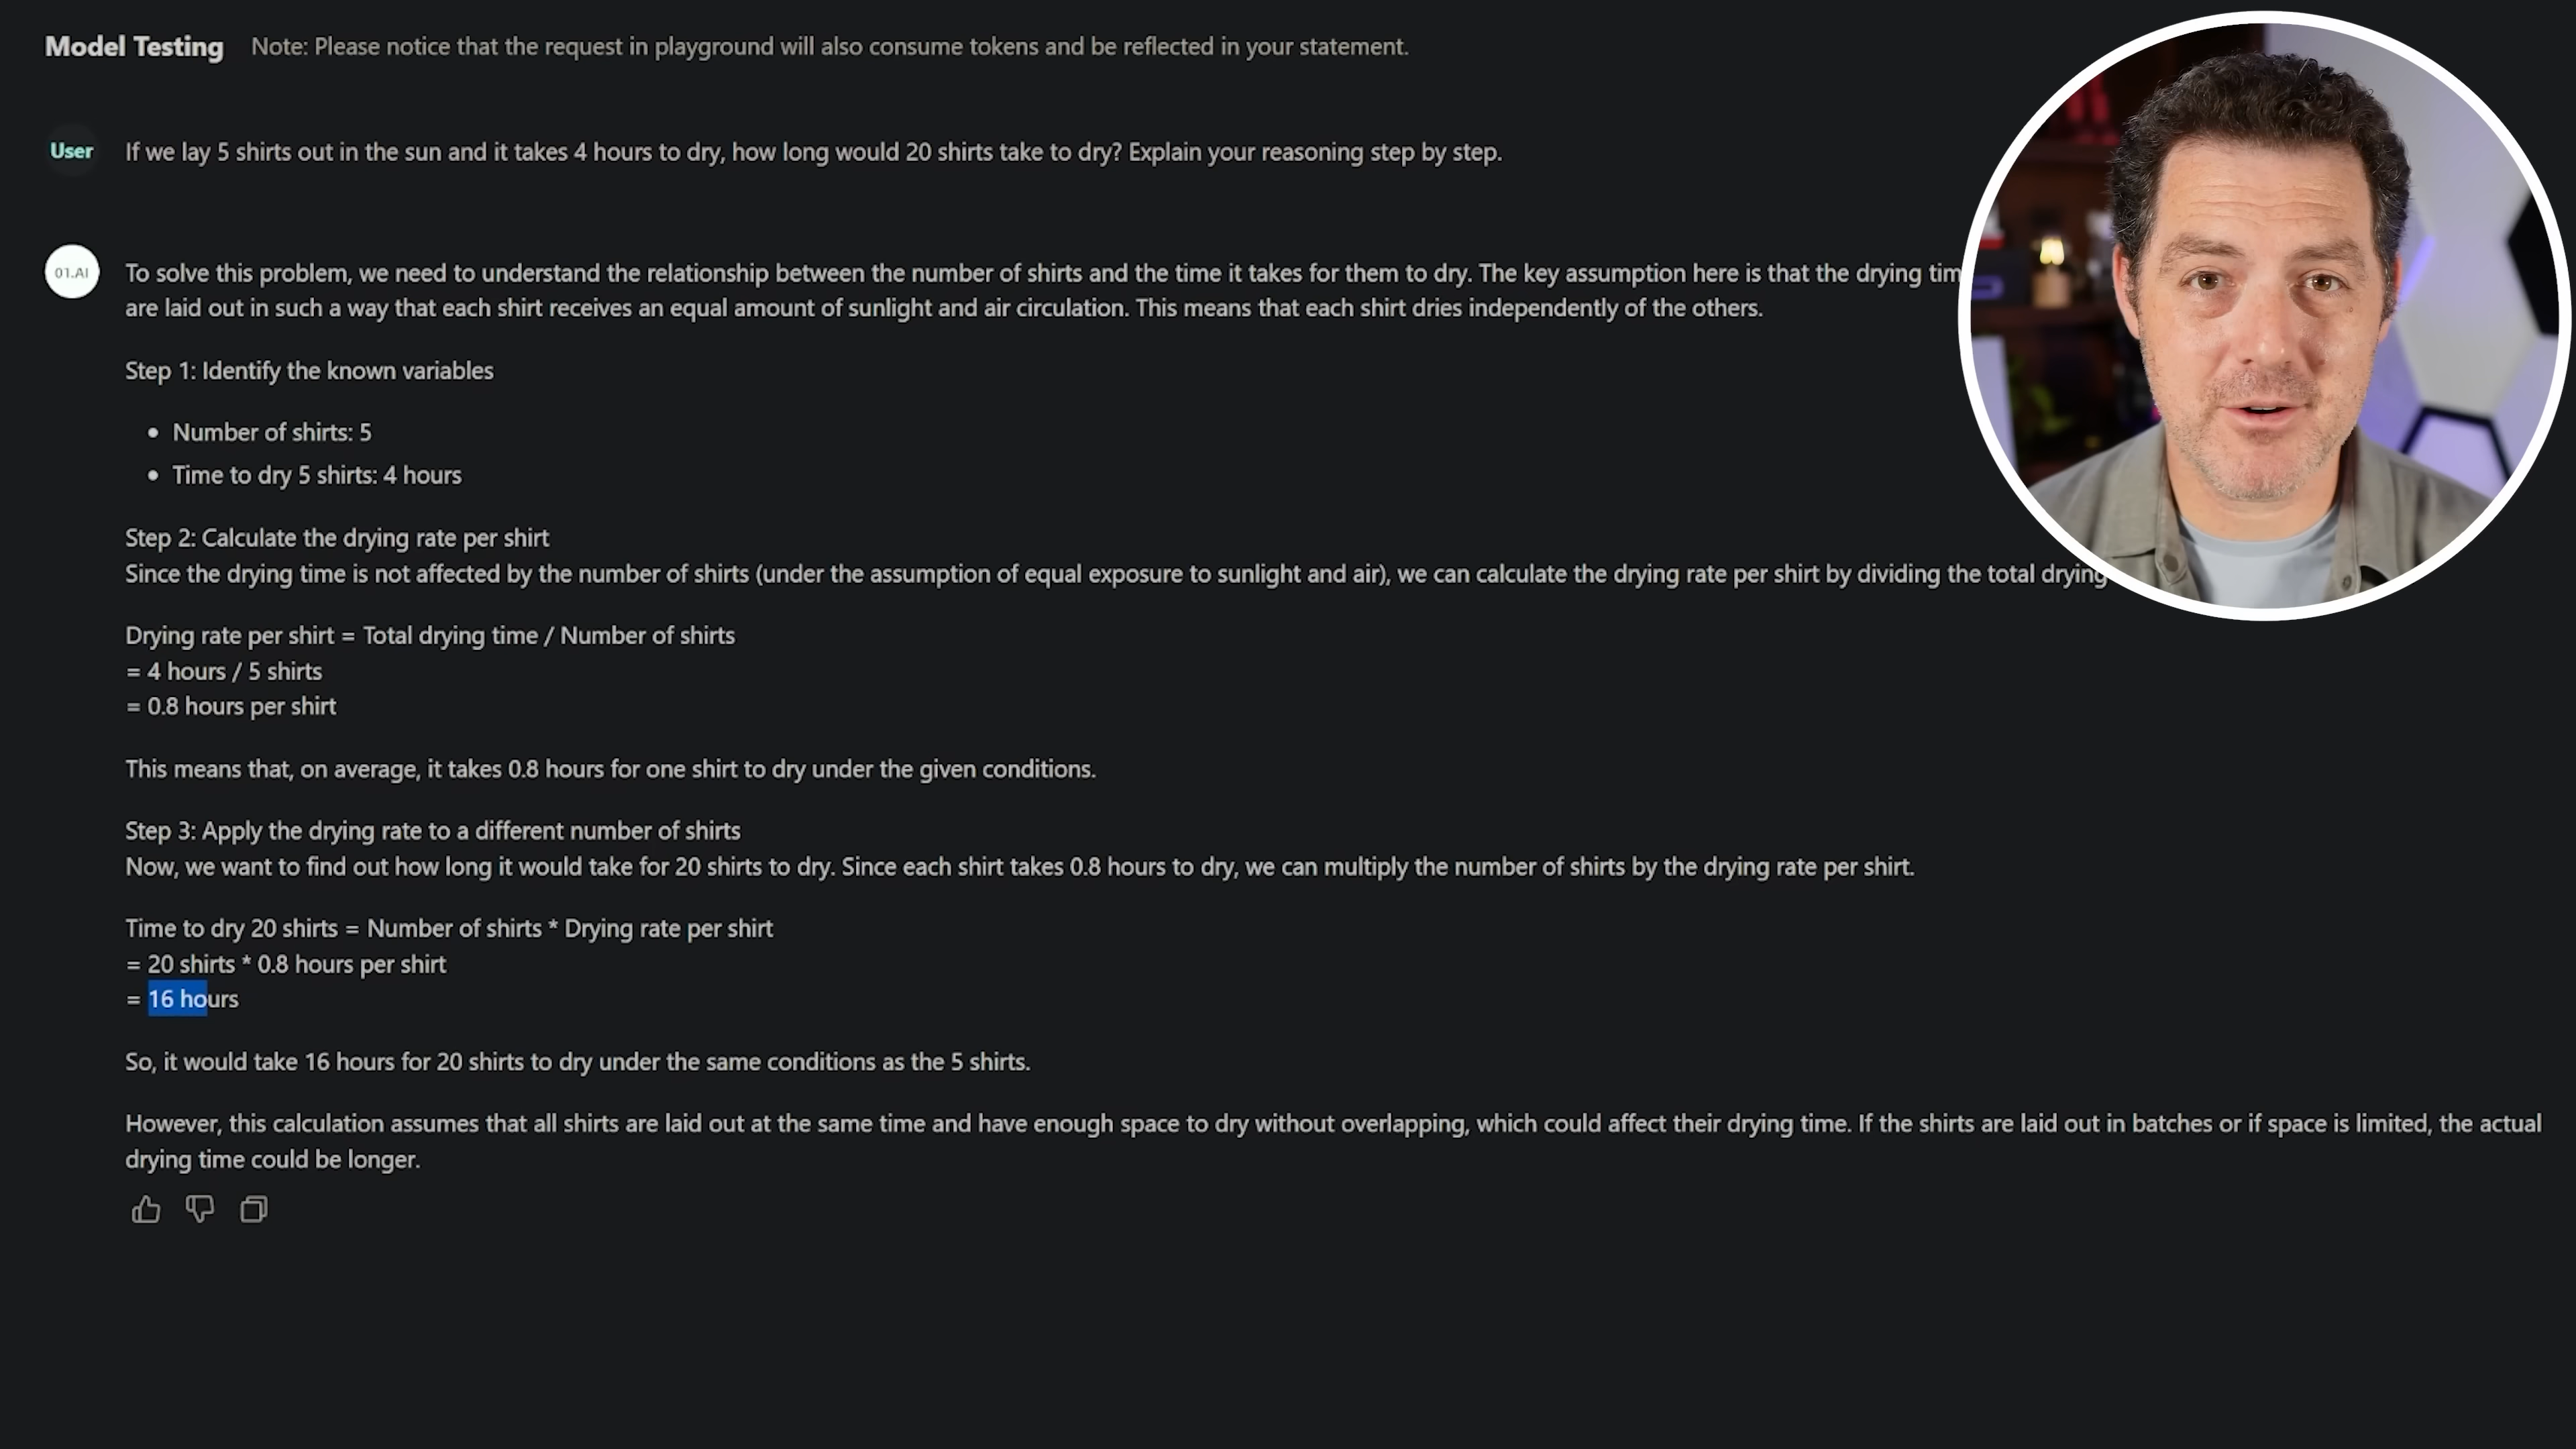 Model Testing Note: Please notice that the request in playground will also consume tokens and be reflected in your statement.
User If we lay 5 shirts out in the sun and it takes 4 hours to dry, how long would 20 shirts take to dry? Explain your reasoning step by step.
01.AI To solve this problem, we need to understand the relationship between the number of shirts and the time it takes for them to dry. The key assumption here is that the drying
are laid out in such a way that each shirt receives an equal amount of sunlight and air circulation. This means that each shirt dries independently of the others.
Step 1: Identify the known variables
• Number of shirts: 5
• Time to dry 5 shirts: 4 hours
Step 2: Calculate the drying rate per shirt
Since the drying time is not affected by the number of shirts (under the assumption of equal exposure to sunlight and air), we can calculate the drying rate per shirt by dividing the total drying
Drying rate per shirt = Total drying time / Number of shirts
= 4 hours / 5 shirts
= 0.8 hours per shirt
This means that, on average, it takes 0.8 hours for one shirt to dry under the given conditions.
Step 3: Apply the drying rate to a different number of shirts
Now, we want to find out how long it would take for 20 shirts to dry. Since each shirt takes 0.8 hours to dry, we can multiply the number of shirts by the drying rate per shirt.
Time to dry 20 shirts = Number of shirts * Drying rate per shirt
= 20 shirts * 0.8 hours per shirt
= 16 hours
So, it would take 16 hours for 20 shirts to dry under the same conditions as the 5 shirts.
However, this calculation assumes that all shirts are laid out at the same time and have enough space to dry without overlapping, which could affect their drying time. If the shirts are laid out in batches or if space is limited, the actual
drying time could be longer.